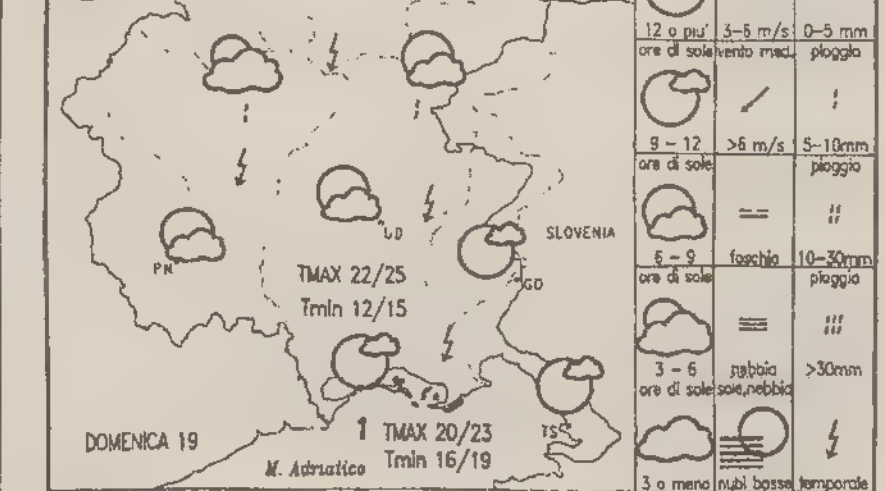 SLOVENIA
UD
PN
GO
TMAX 22/25
Tmin 12/15
TS
1
TMAX 20/23
Tmin 16/19
DOMENICA 19
M. Adriatico
12 o piu'
ore di sole
3-6 m/s
vento med.
0-5 mm
pioggia
9 - 12
ore di sole
>6 m/s
5-10mm
pioggia
6 - 9
ore di sole
foschia
10-30mm
pioggia
3 - 6
ore di sole
nebbia
sole,nebbia
>30mm
3 o meno
nubi basse
temporale